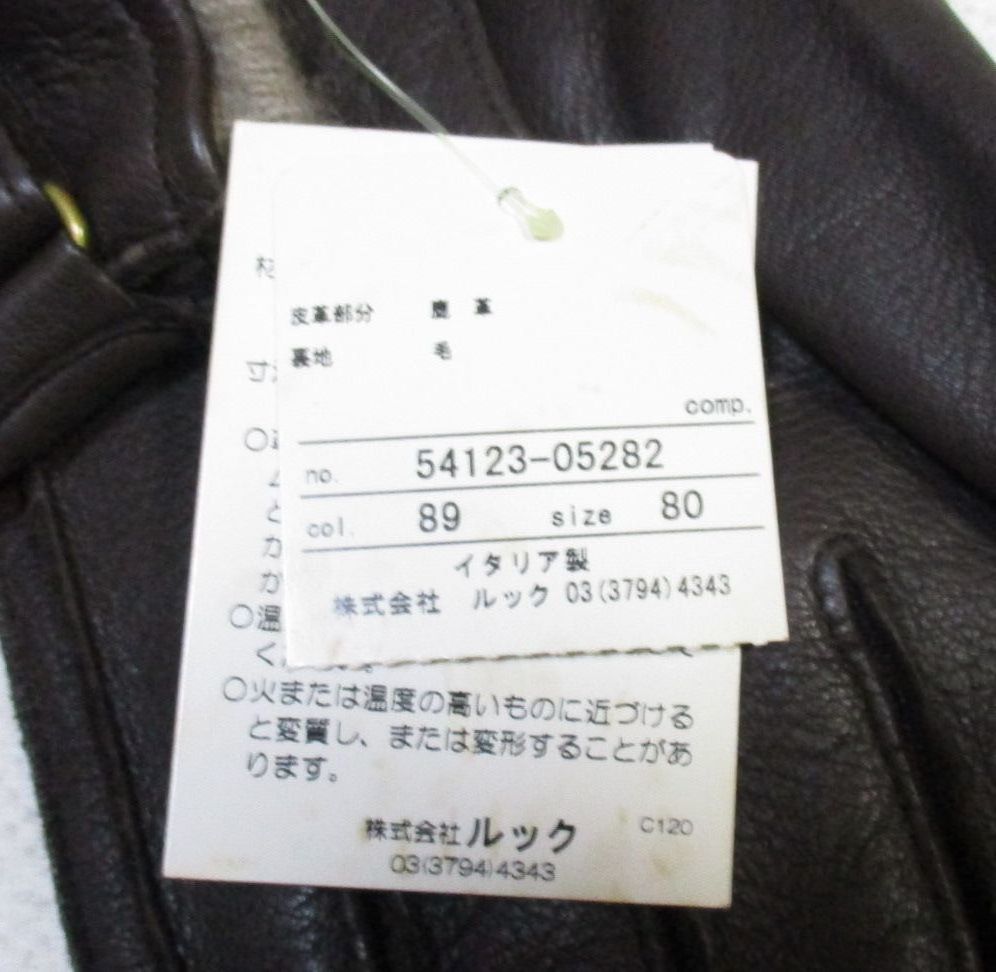 皮革部分 鹿 革
裏地 毛
comp.
no. 54123-05282
col. 89 size 80
イタリア製
株式会社 ルック 03(3794)4343
○火または温度の高いものに近づける
と変質し、または変形することがあ
ります。
株式会社 ルック C120
03(3794)4343